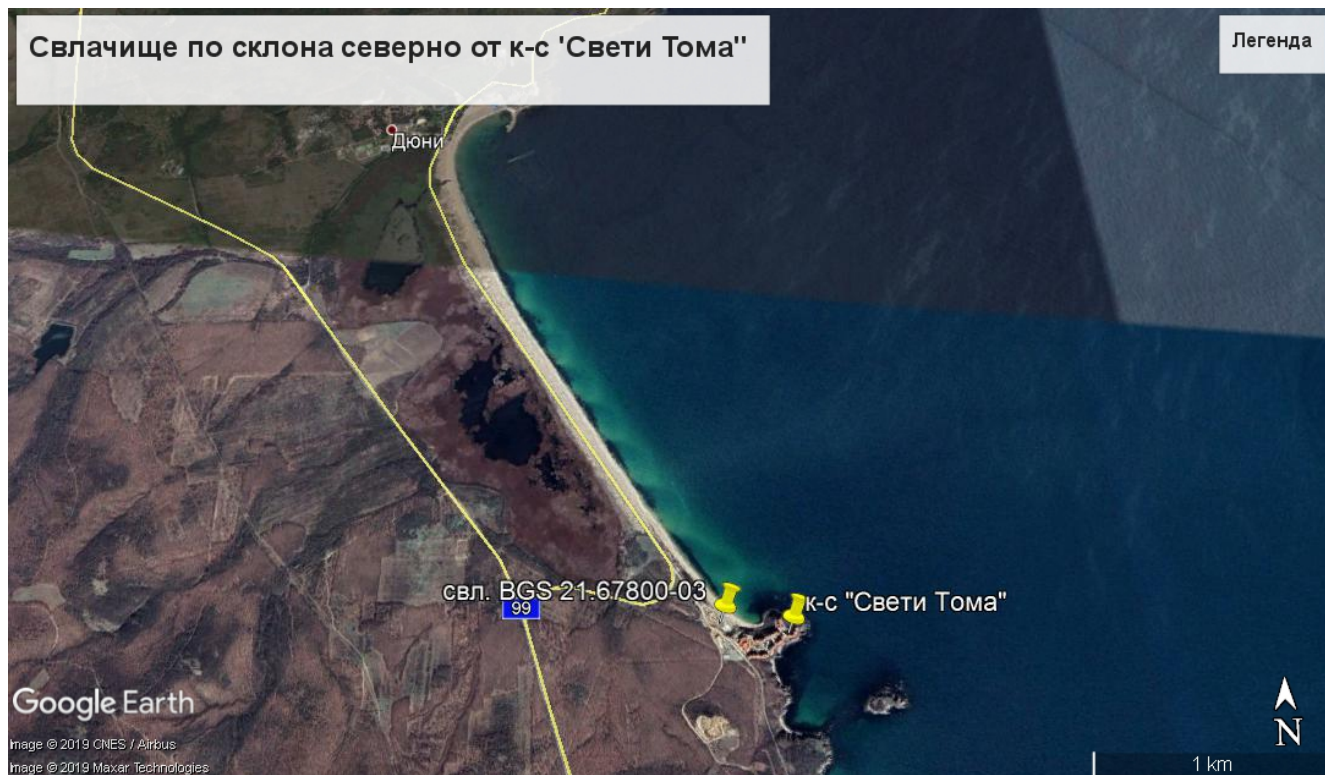 Свлачище по склона северно от к-с 'Свети Тома"
Легенда
Дюни
свл. BGS 21.67800-03
к-с "Свети Тома"
99
Google Earth
N
Image © 2019 CNES / Airbus
Image © 2019 Maxar Technologies
1 km